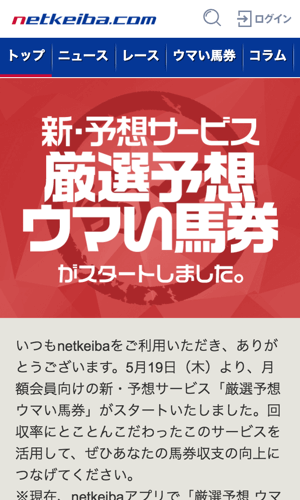 netkeiba.com ログイン
トップ ニュース レース ウマい馬券 コラム
新・予想サービス
厳選予想
ウマい馬券
がスタートしました。
いつもnetkeibaをご利用いただき、ありが
とうございます。5月19日（木）より、月
額会員向けの新・予想サービス「厳選予想
ウマい馬券」がスタートいたしました。回
収率にとことんこだわったこのサービスを
活用して、ぜひあなたの馬券収支の向上に
つなげてください。
※現在、netkeibaアプリで「厳選予想 ウマ